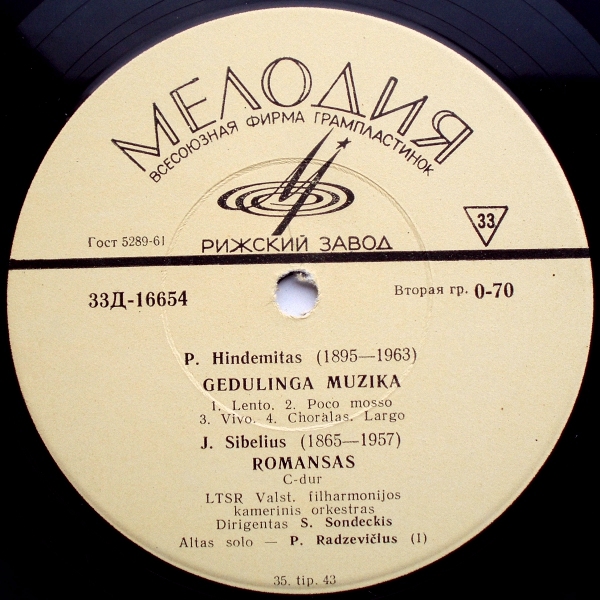 МЕЛОДИЯ
ВСЕСОЮЗНАЯ ФИРМА ГРАМПЛАСТИНОК
33
Гост 5289-61
РИЖСКИЙ ЗАВОД
33Д-16654
Вторая гр. 0-70
P. Hindemitas (1895—1963)
GEDULINGA MUZIKA
1. Lento. 2. Poco mosso
3. Vivo. 4. Choràlas. Largo
J. Sibelius (1865—1957)
ROMANSAS
C-dur
LTSR Valst. filharmonijos
kamerinis orkestras
Dirigentas S. Sondeckis
Altas solo — P. Radzevičius (1)
35. tip. 43